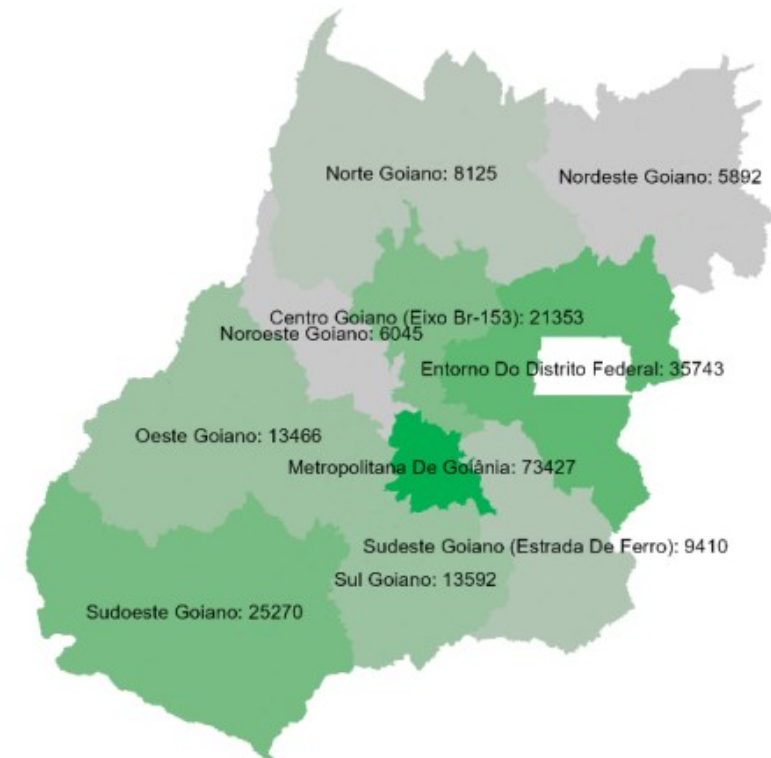 Norte Goiano: 8125
Nordeste Goiano: 5892
Centro Goiano (Eixo Br-153): 21353
Noroeste Goiano: 6045
Entorno Do Distrito Federal: 35743
Oeste Goiano: 13466
Metropolitana De Goiânia: 73427
Sudeste Goiano (Estrada De Ferro): 9410
Sul Goiano: 13592
Sudoeste Goiano: 25270